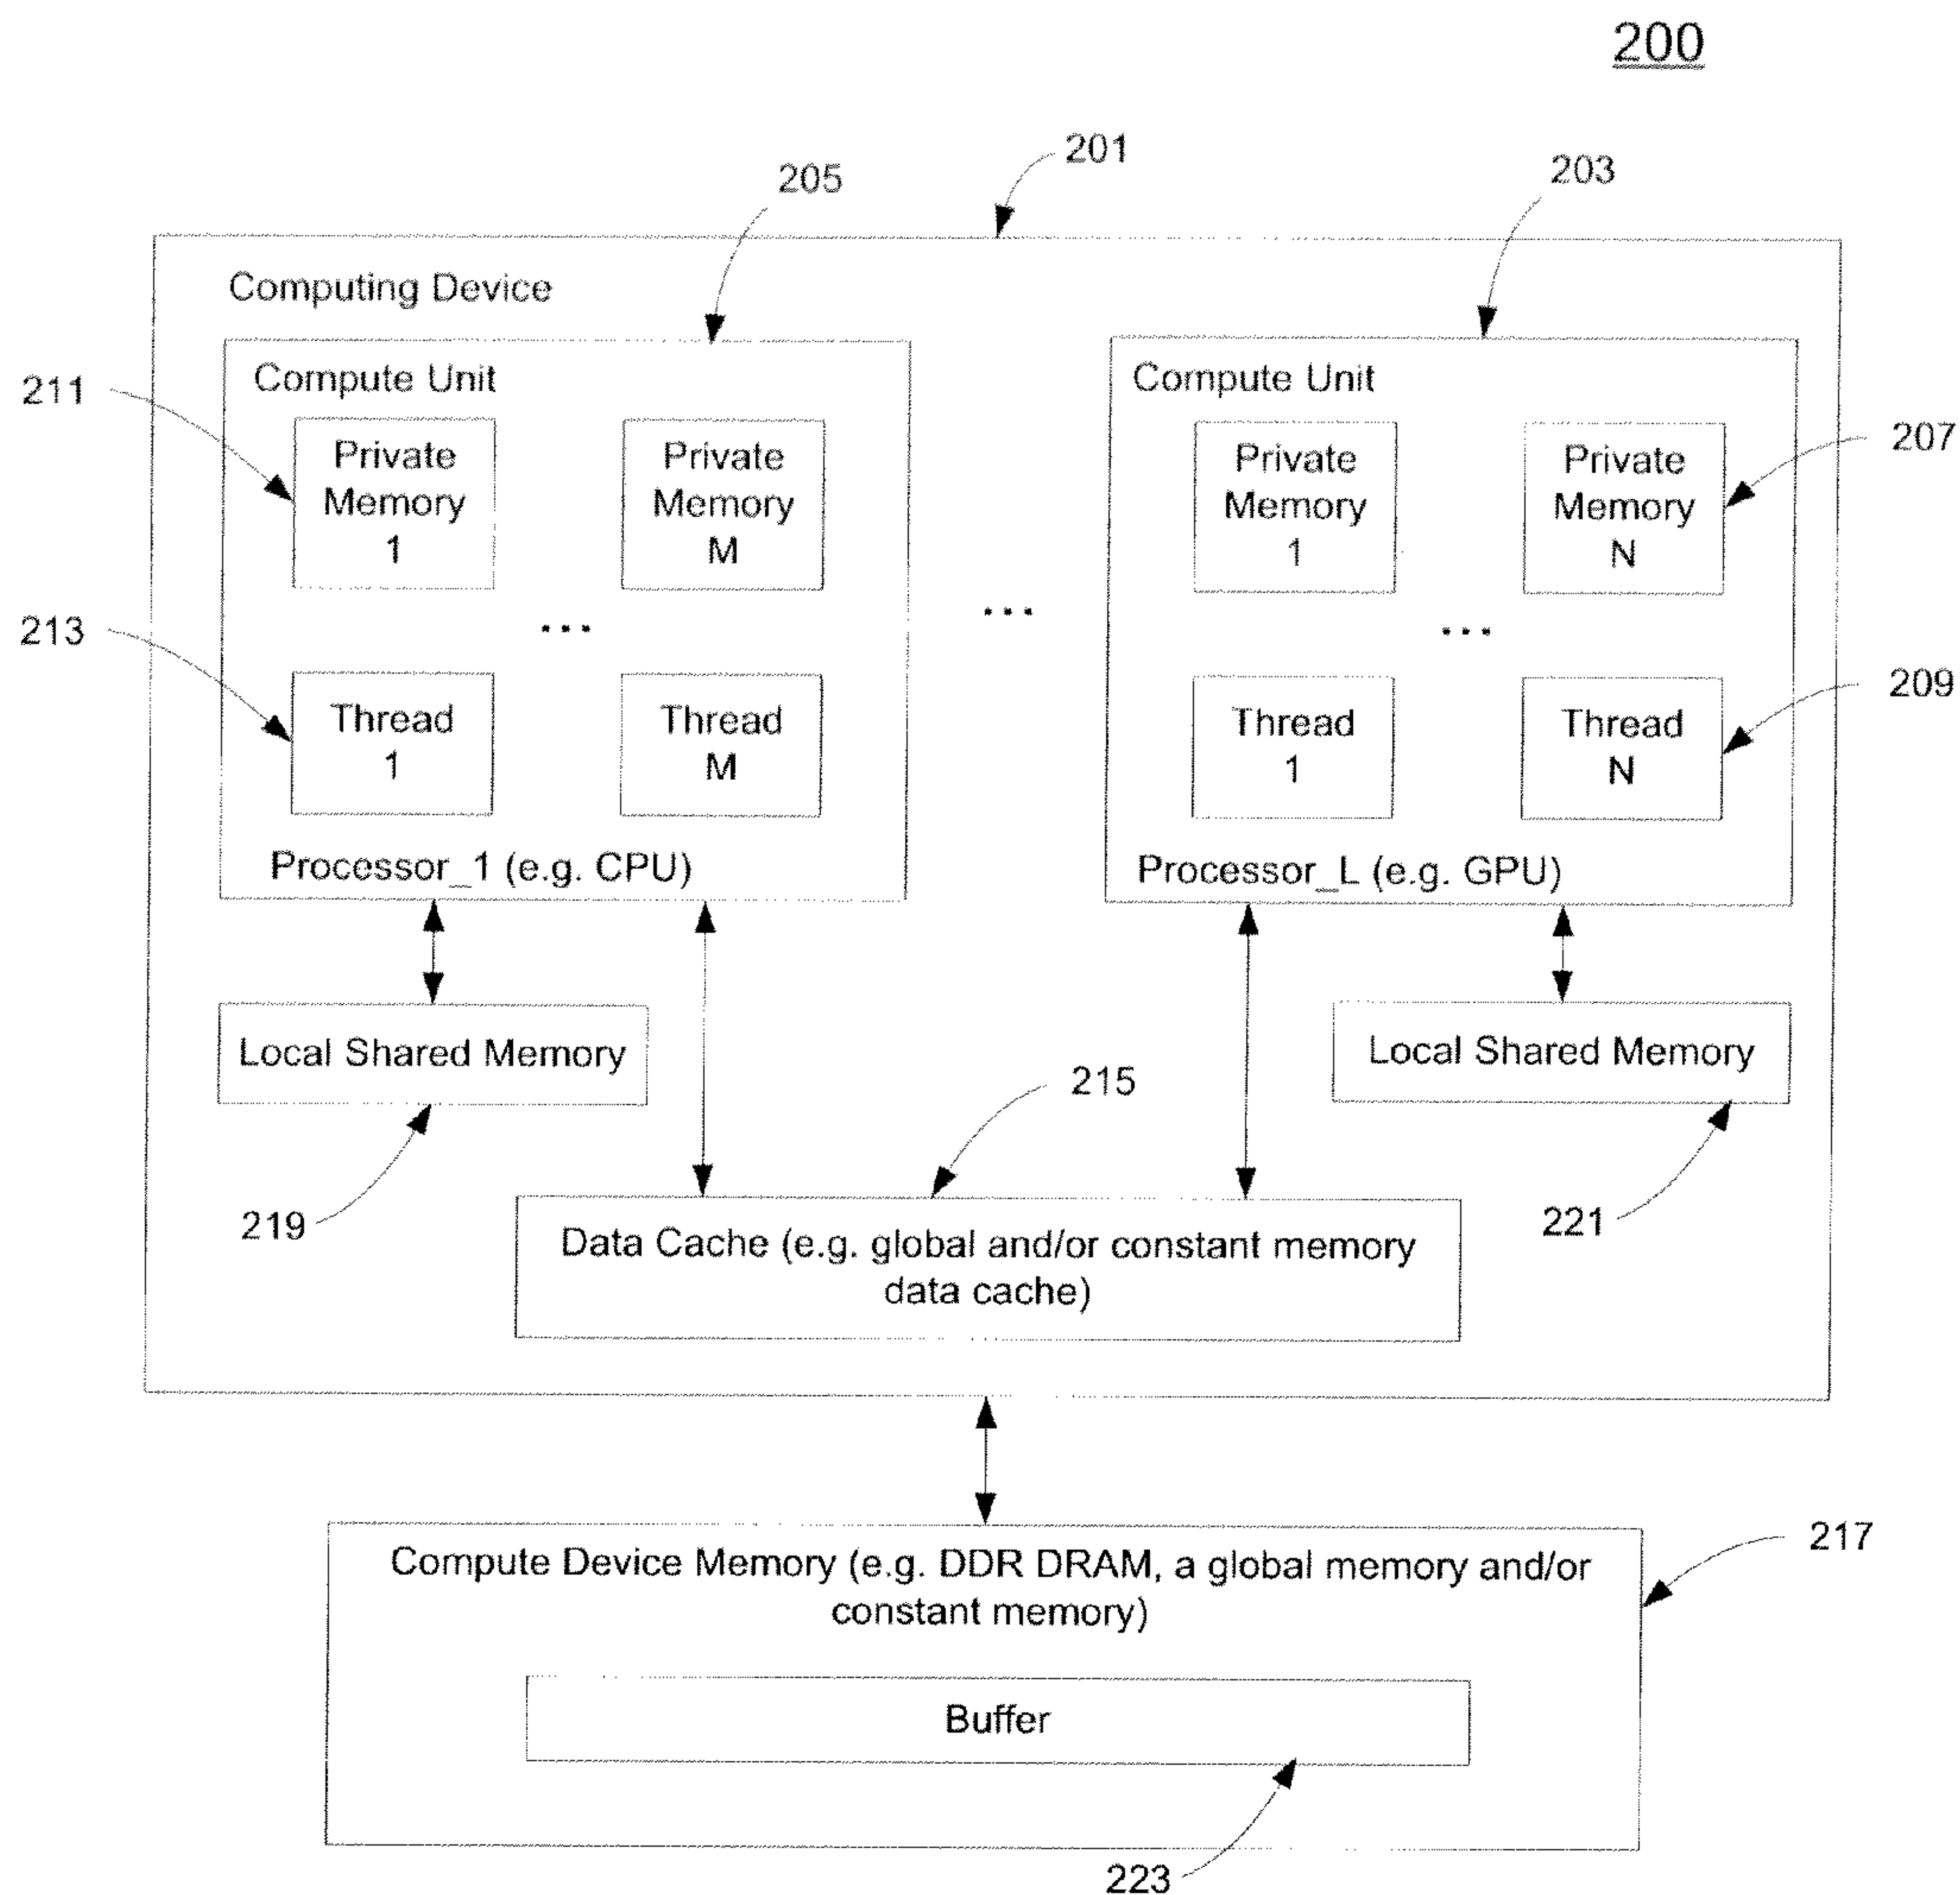 200
201
205
203
Computing Device
Compute Unit
211
Private
Memory
1
Private
Memory
M
...
213
Thread
1
Thread
M
Processor_1 (e.g. CPU)
...
Compute Unit
Private
Memory
1
Private
Memory
N
207
...
Thread
1
Thread
N
209
Processor_L (e.g. GPU)
Local Shared Memory
219
Local Shared Memory
221
215
Data Cache (e.g. global and/or constant memory
data cache)
Compute Device Memory (e.g. DDR DRAM, a global memory and/or
constant memory)
217
Buffer
223